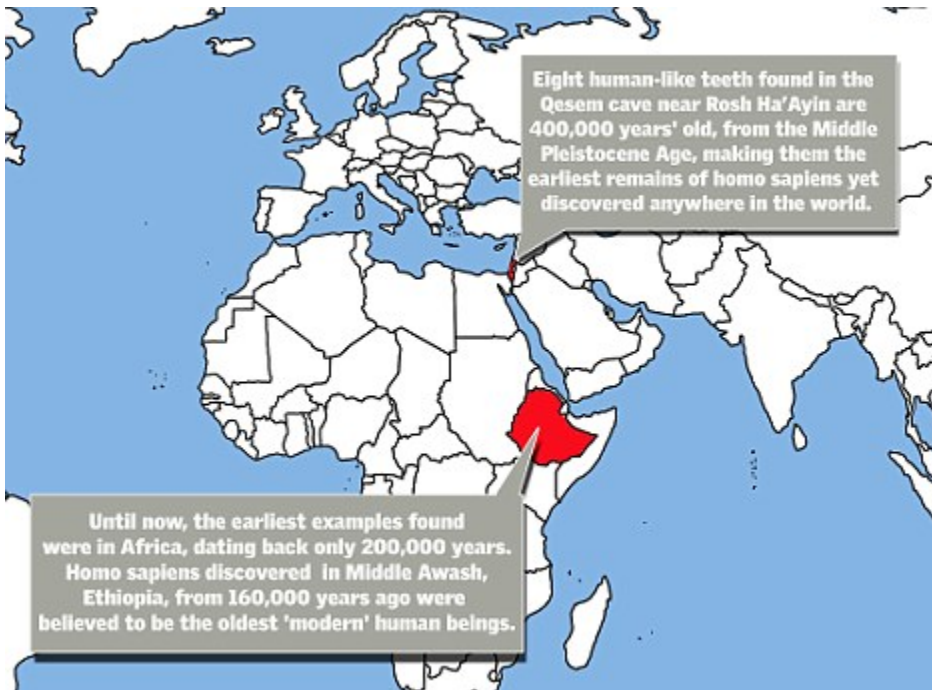 Eight human-like teeth found in the
Qesem cave near Rosh Ha'Ayin are
400,000 years' old, from the Middle
Pleistocene Age, making them the
earliest remains of homo sapiens yet
discovered anywhere in the world.
Until now, the earliest examples found
were in Africa, dating back only 200,000 years.
Homo sapiens discovered in Middle Awash,
Ethiopia, from 160,000 years ago were
believed to be the oldest 'modern' human beings.